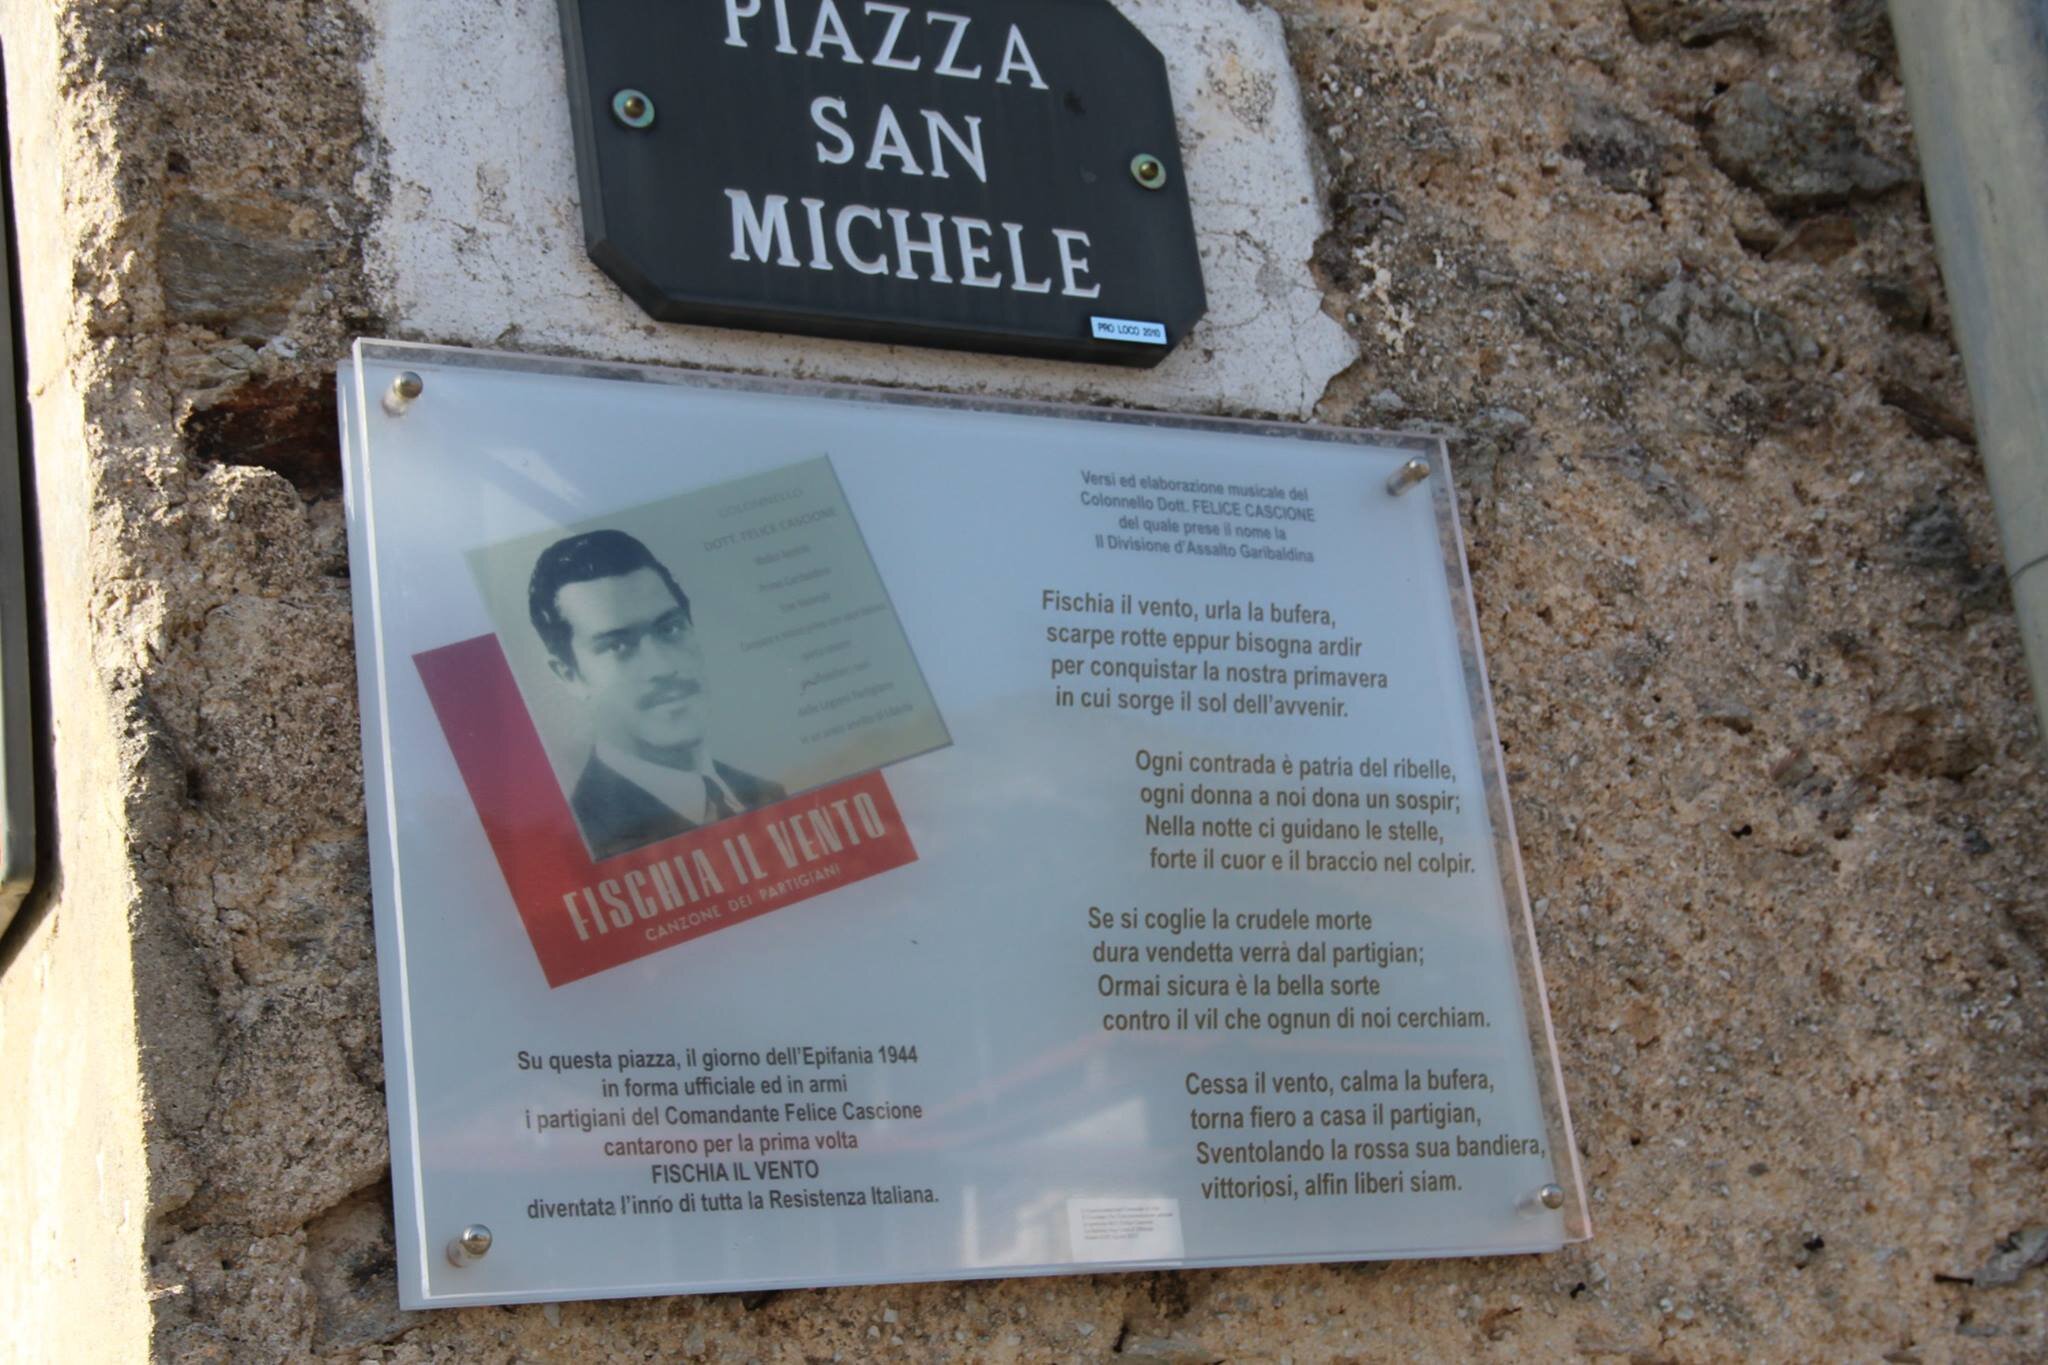 PIAZZA
SAN
MICHELE
PRO LOCO 2010
COLONNELLO
DOTT. FELICE CASCIONE
FISCHIA IL VENTO
CANZONE DEI PARTIGIANI
Su questa piazza, il giorno dell'Epifania 1944
in forma ufficiale ed in armi
i partigiani del Comandante Felice Cascione
cantarono per la prima volta
FISCHIA IL VENTO
diventata l'inno di tutta la Resistenza Italiana.
Versi ed elaborazione musicale del
Colonnello Dott. FELICE CASCIONE
del quale prese il nome la
II Divisione d'Assalto Garibaldina
Fischia il vento, urla la bufera,
scarpe rotte eppur bisogna ardir
per conquistar la nostra primavera
in cui sorge il sol dell'avvenir.
Ogni contrada è patria del ribelle,
ogni donna a noi dona un sospir;
Nella notte ci guidano le stelle,
forte il cuor e il braccio nel colpir.
Se si coglie la crudele morte
dura vendetta verrà dal partigian;
Ormai sicura è la bella sorte
contro il vil che ognun di noi cerchiam.
Cessa il vento, calma la bufera,
torna fiero a casa il partigian,
Sventolando la rossa sua bandiera,
vittoriosi, alfin liberi siam.